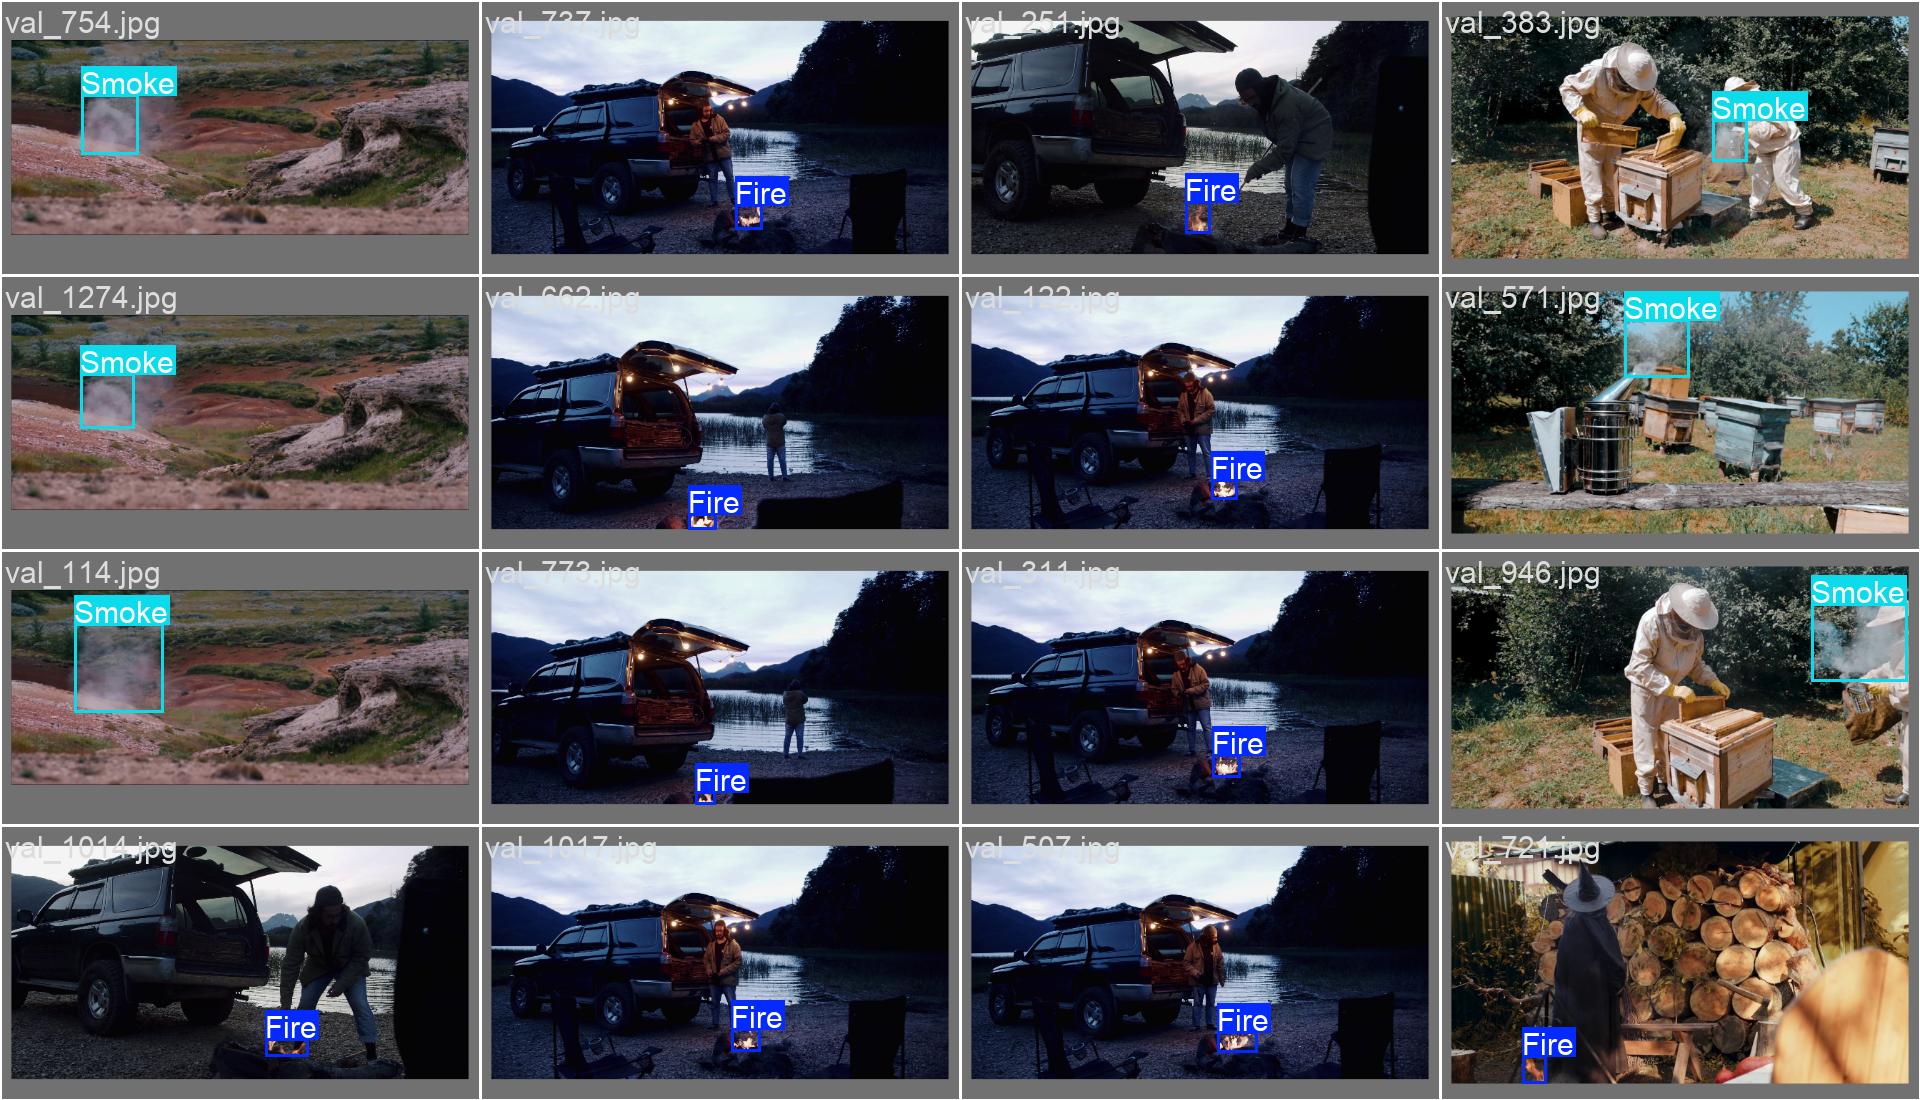 val_754.jpg
Smoke
val_737.jpg
Fire
val_251.jpg
Fire
val_383.jpg
Smoke
val_1274.jpg
Smoke
val_662.jpg
Fire
val_122.jpg
Fire
val_571.jpg
Smoke
val_114.jpg
Smoke
val_773.jpg
Fire
val_311.jpg
Fire
val_946.jpg
Smoke
val_1014.jpg
Fire
val_1017.jpg
Fire
val_507.jpg
Fire
val_721.jpg
Fire